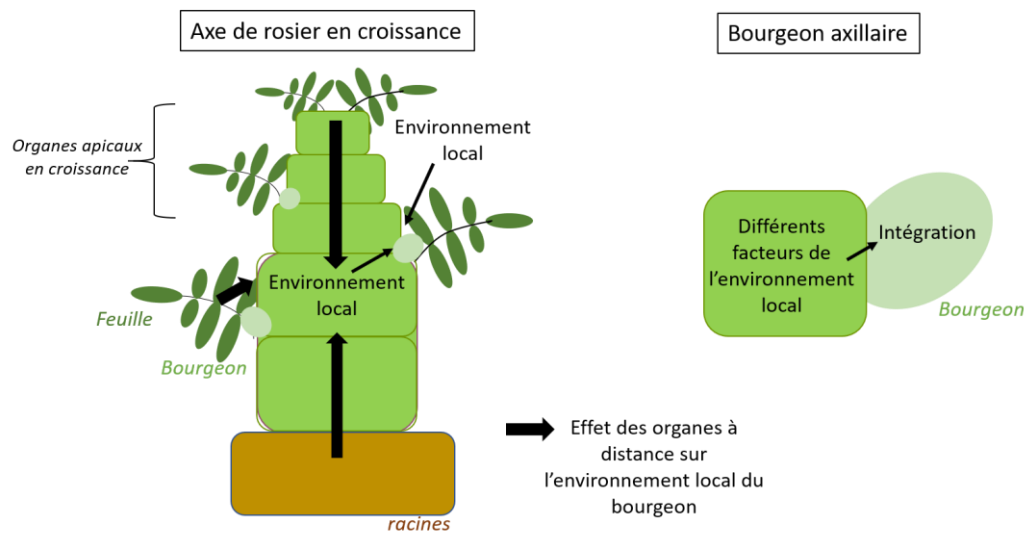 Axe de rosier en croissance
Bourgeon axillaire
Organes apicaux
en croissance
Environnement
local
Environnement
local
Feuille
Bourgeon
racines
Différents
facteurs de
l’environnement
local
Intégration
Bourgeon
Effet des organes à
distance sur
l’environnement local du
bourgeon